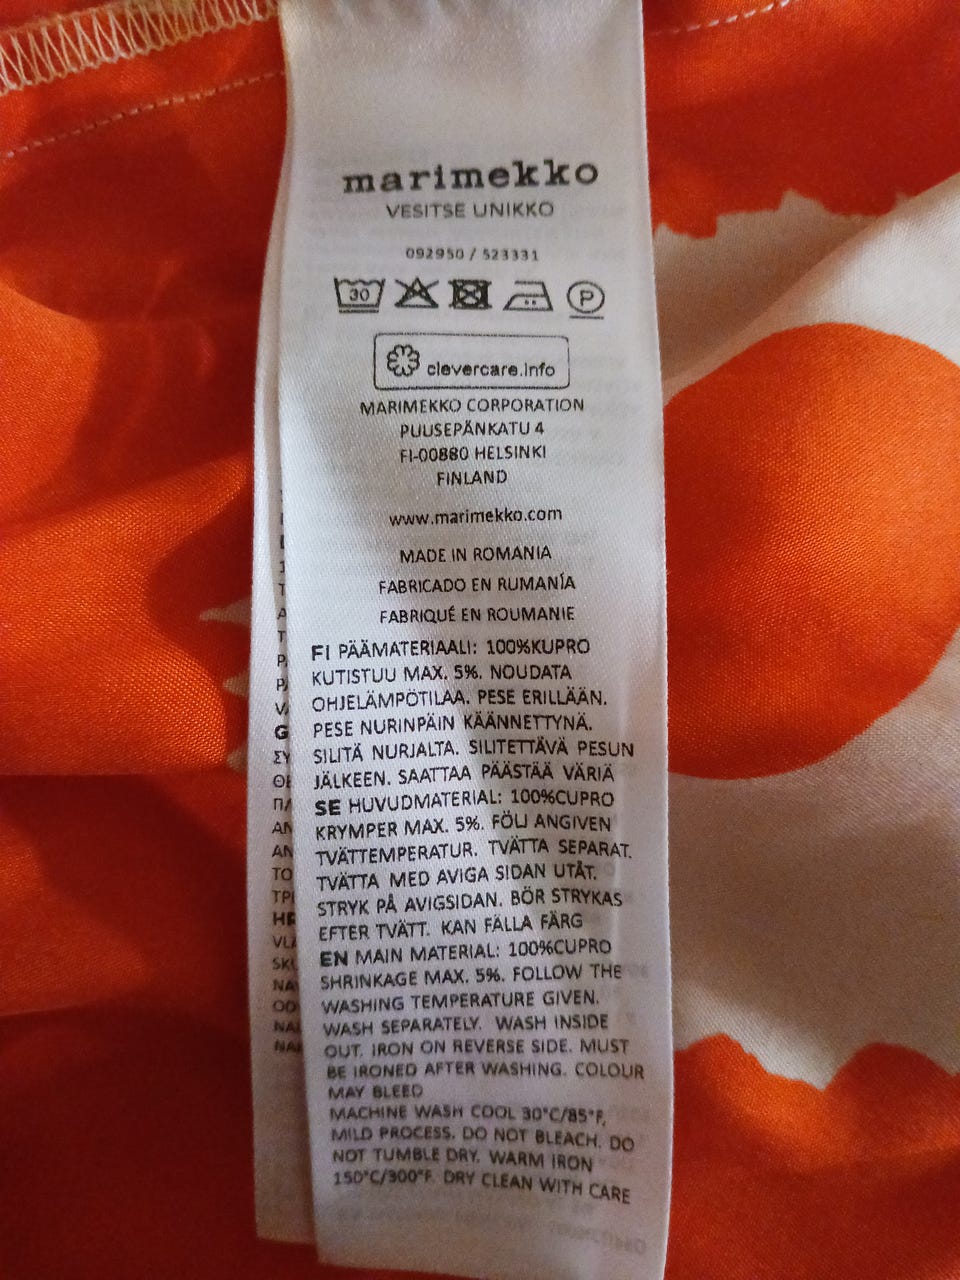 marimekko
VESITSE UNIKKO
092950 / 523331
30 P
clevercare.info
MARIMEKKO CORPORATION
PUUSEPÄNKATU 4
FI-00880 HELSINKI
FINLAND
www.marimekko.com
MADE IN ROMANIA
FABRICADO EN RUMANÍA
FABRIQUÉ EN ROUMANIE
FI PÄÄMATERIAALI: 100%KUPRO
KUTISTUU MAX. 5%. NOUDATA
OHJELÄMPÖTILAA. PESE ERILLÄÄN.
PESE NURINPÄIN KÄÄNNETTYNÄ.
SILITÄ NURJALTA. SILITETTÄVÄ PESUN
JÄLKEEN. SAATTAA PÄÄSTÄÄ VÄRIÄ
SE HUVUDMATERIAL: 100%CUPRO
KRYMPER MAX. 5%. FÖLJ ANGIVEN
TVÄTTEMPERATUR. TVÄTTA SEPARAT.
TVÄTTA MED AVIGA SIDAN UTÅT.
STRYK PÅ AVIGSIDAN. BÖR STRYKAS
EFTER TVÄTT. KAN FÄLLA FÄRG
EN MAIN MATERIAL: 100%CUPRO
SHRINKAGE MAX. 5%. FOLLOW THE
WASHING TEMPERATURE GIVEN.
WASH SEPARATELY. WASH INSIDE
OUT. IRON ON REVERSE SIDE. MUST
BE IRONED AFTER WASHING. COLOUR
MAY BLEED
MACHINE WASH COOL 30°C/85°F,
MILD PROCESS. DO NOT BLEACH. DO
NOT TUMBLE DRY. WARM IRON
150°C/300°F. DRY CLEAN WITH CARE